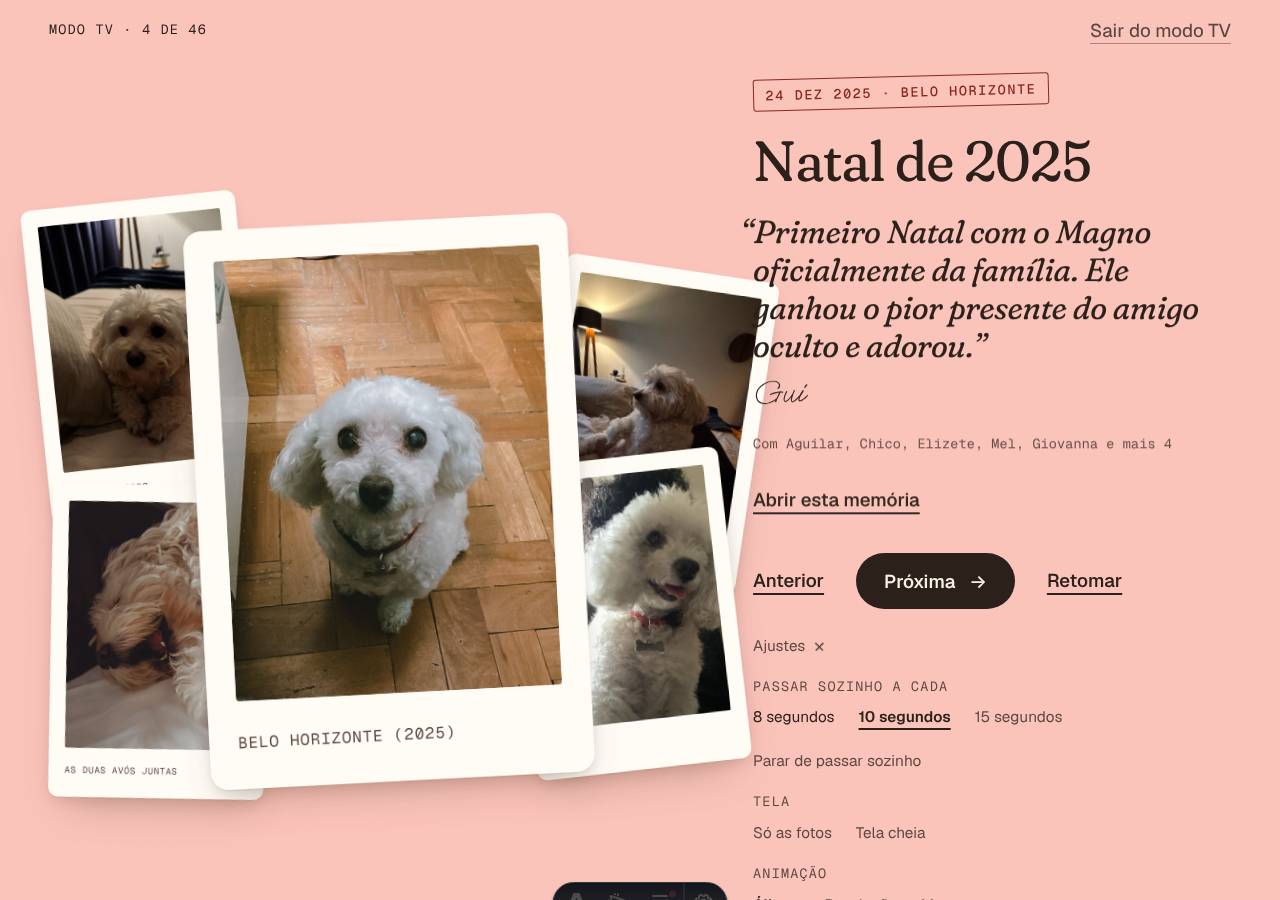 MODO TV · 4 DE 46
Sair do modo TV
24 DEZ 2025 · BELO HORIZONTE
Natal de 2025
“Primeiro Natal com o Magno
oficialmente da família. Ele
ganhou o pior presente do amigo
oculto e adorou.”
Gui
Com Aguilar, Chico, Elizete, Mel, Giovanna e mais 4
Abrir esta memória
Anterior
Próxima →
Retomar
Ajustes ×
PASSAR SOZINHO A CADA
8 segundos 10 segundos 15 segundos
Parar de passar sozinho
TELA
Só as fotos Tela cheia
ANIMAÇÃO
BELO HORIZONTE (2025)
AS DUAS AVÓS JUNTAS